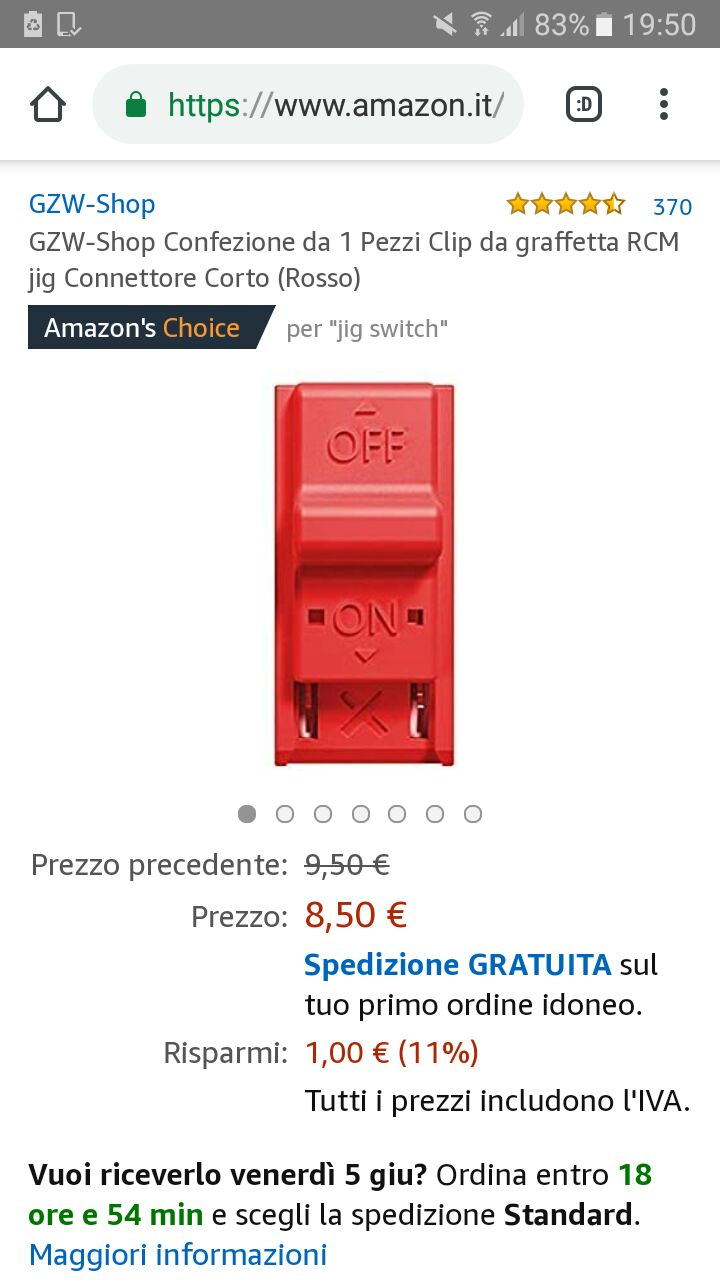 83% 19:50
https://www.amazon.it/
:D
GZW-Shop
370
GZW-Shop Confezione da 1 Pezzi Clip da graffetta RCM
jig Connettore Corto (Rosso)
Amazon's Choice per "jig switch"
OFF
ON
Prezzo precedente: 9,50 €
Prezzo: 8,50 €
Spedizione GRATUITA sul
tuo primo ordine idoneo.
Risparmi: 1,00 € (11%)
Tutti i prezzi includono l'IVA.
Vuoi riceverlo venerdì 5 giu? Ordina entro 18
ore e 54 min e scegli la spedizione Standard.
Maggiori informazioni